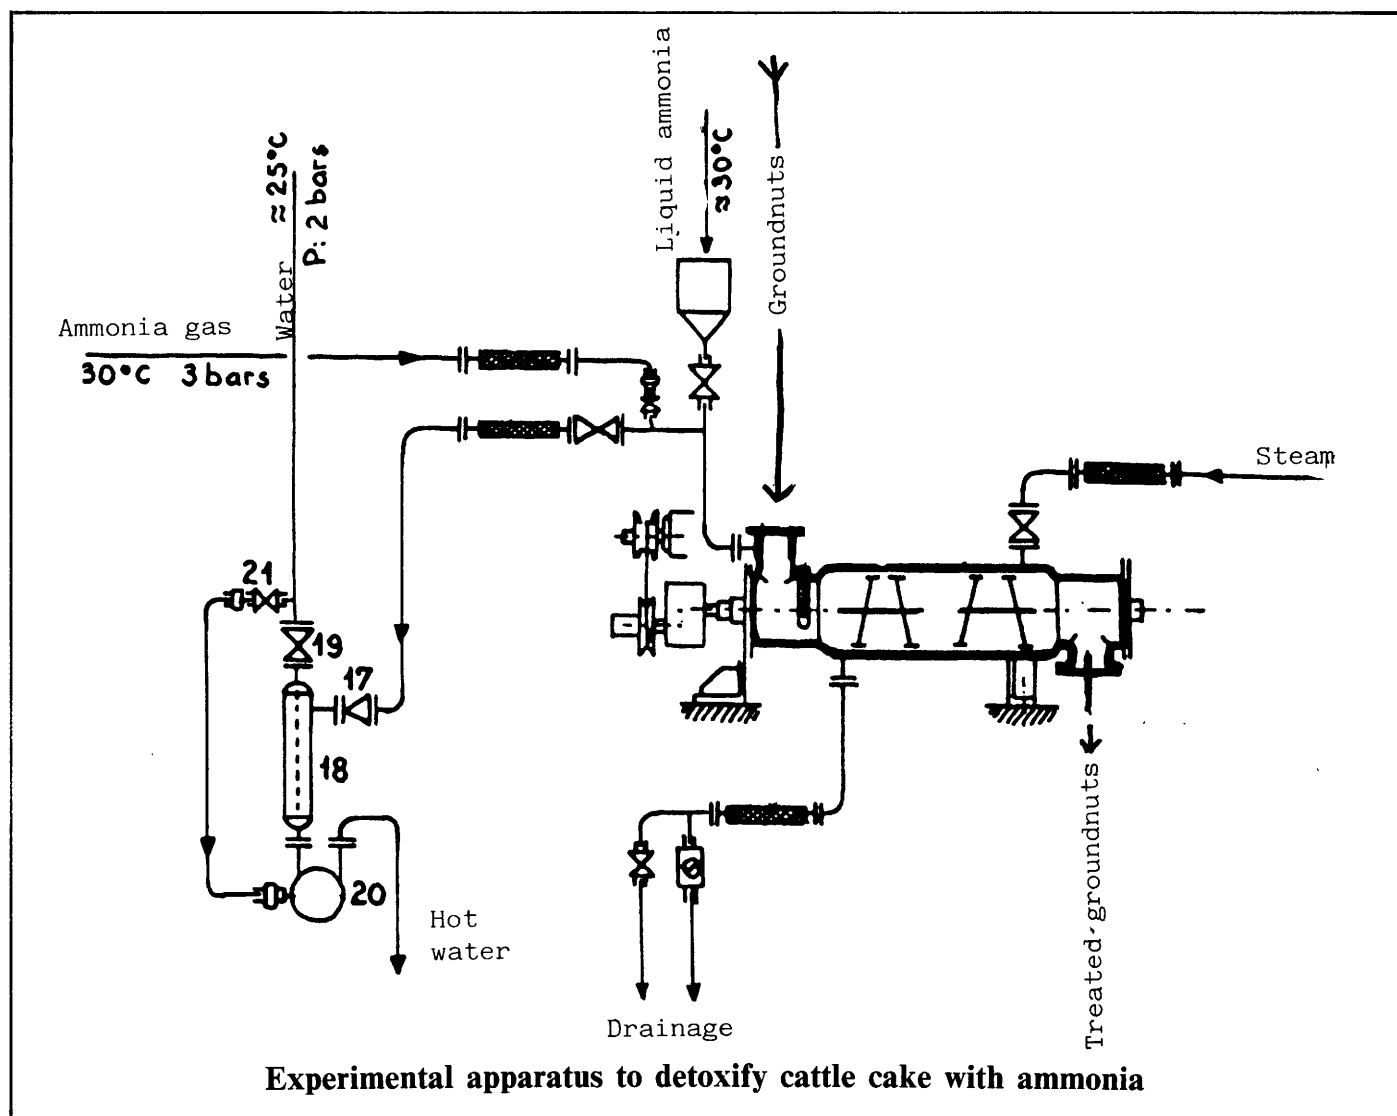 Liquid ammonia
≈30°C
Groundnuts
Water ≈25°C
P: 2 bars
Ammonia gas
30°C 3 bars
Steam
21
19
17
18
20
Hot
water
Drainage
Treated groundnuts
Experimental apparatus to detoxify cattle cake with ammonia